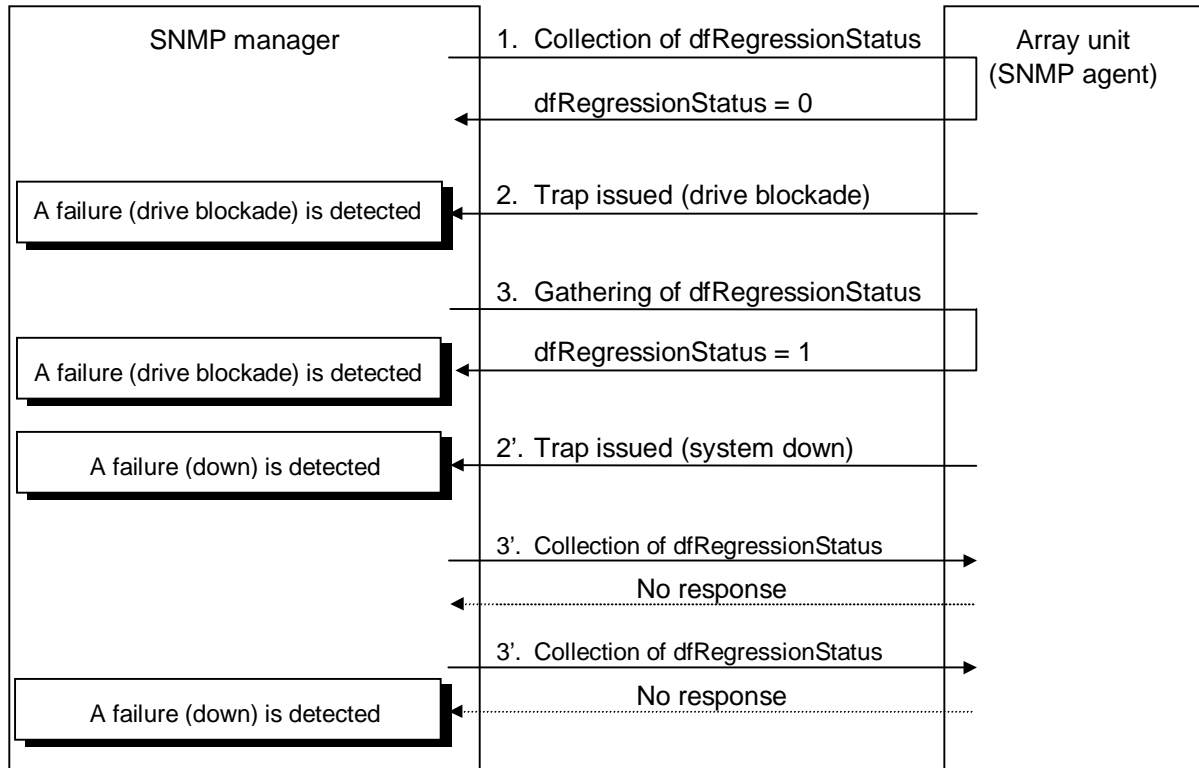 SNMP manager
1. Collection of dfRegressionStatus
Array unit
(SNMP agent)
dfRegressionStatus = 0
A failure (drive blockade) is detected
2. Trap issued (drive blockade)
3. Gathering of dfRegressionStatus
dfRegressionStatus = 1
A failure (drive blockade) is detected
2’. Trap issued (system down)
A failure (down) is detected
3’. Collection of dfRegressionStatus
No response
3’. Collection of dfRegressionStatus
No response
A failure (down) is detected